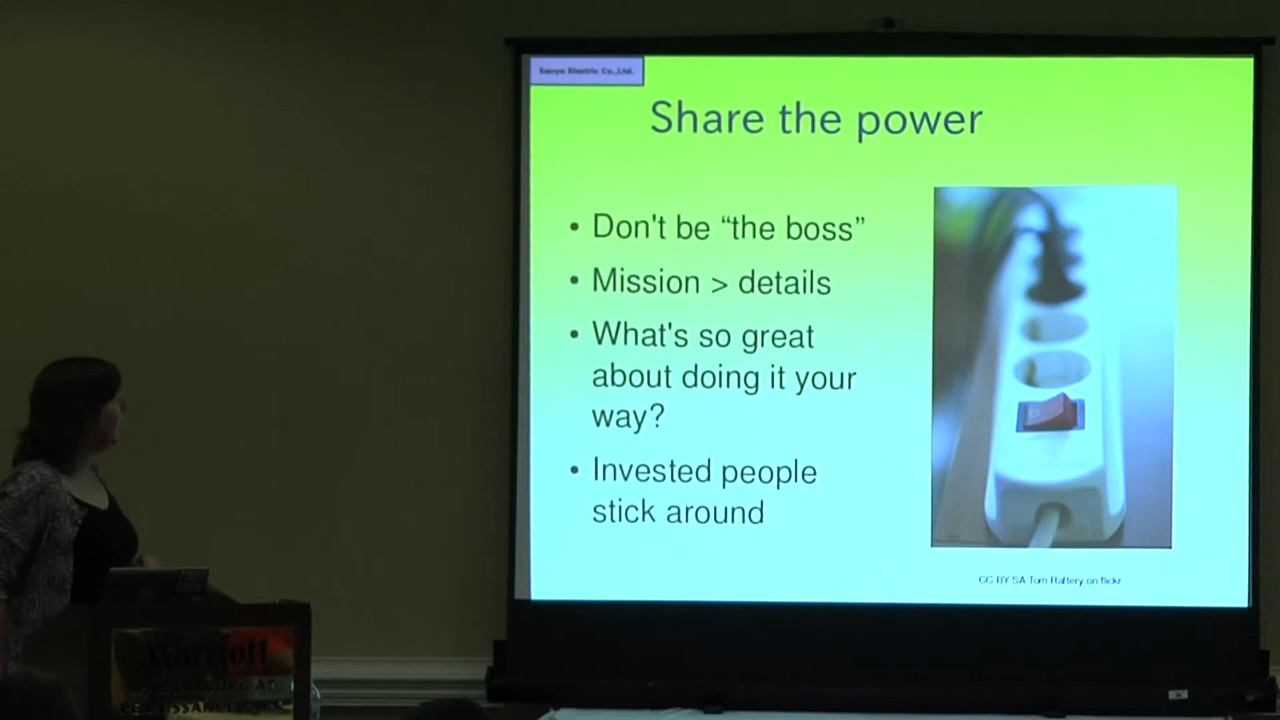 Sanyo Electric Co.,Ltd.
Share the power
• Don't be “the boss”
• Mission > details
• What's so great
about doing it your
way?
• Invested people
stick around
CC BY SA Tom Raftery on flickr
Marriott